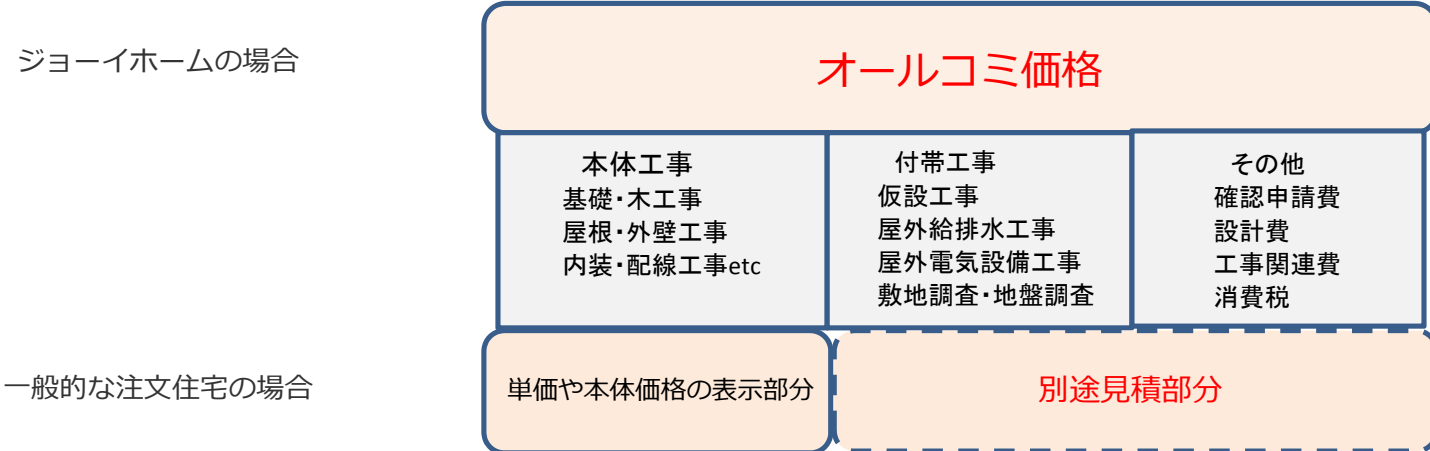 ジョーイホームの場合
オールコミ価格
本体工事
基礎・木工事
屋根・外壁工事
内装・配線工事etc
付帯工事
仮設工事
屋外給排水工事
屋外電気設備工事
敷地調査・地盤調査
その他
確認申請費
設計費
工事関連費
消費税
一般的な注文住宅の場合
単価や本体価格の表示部分
別途見積部分